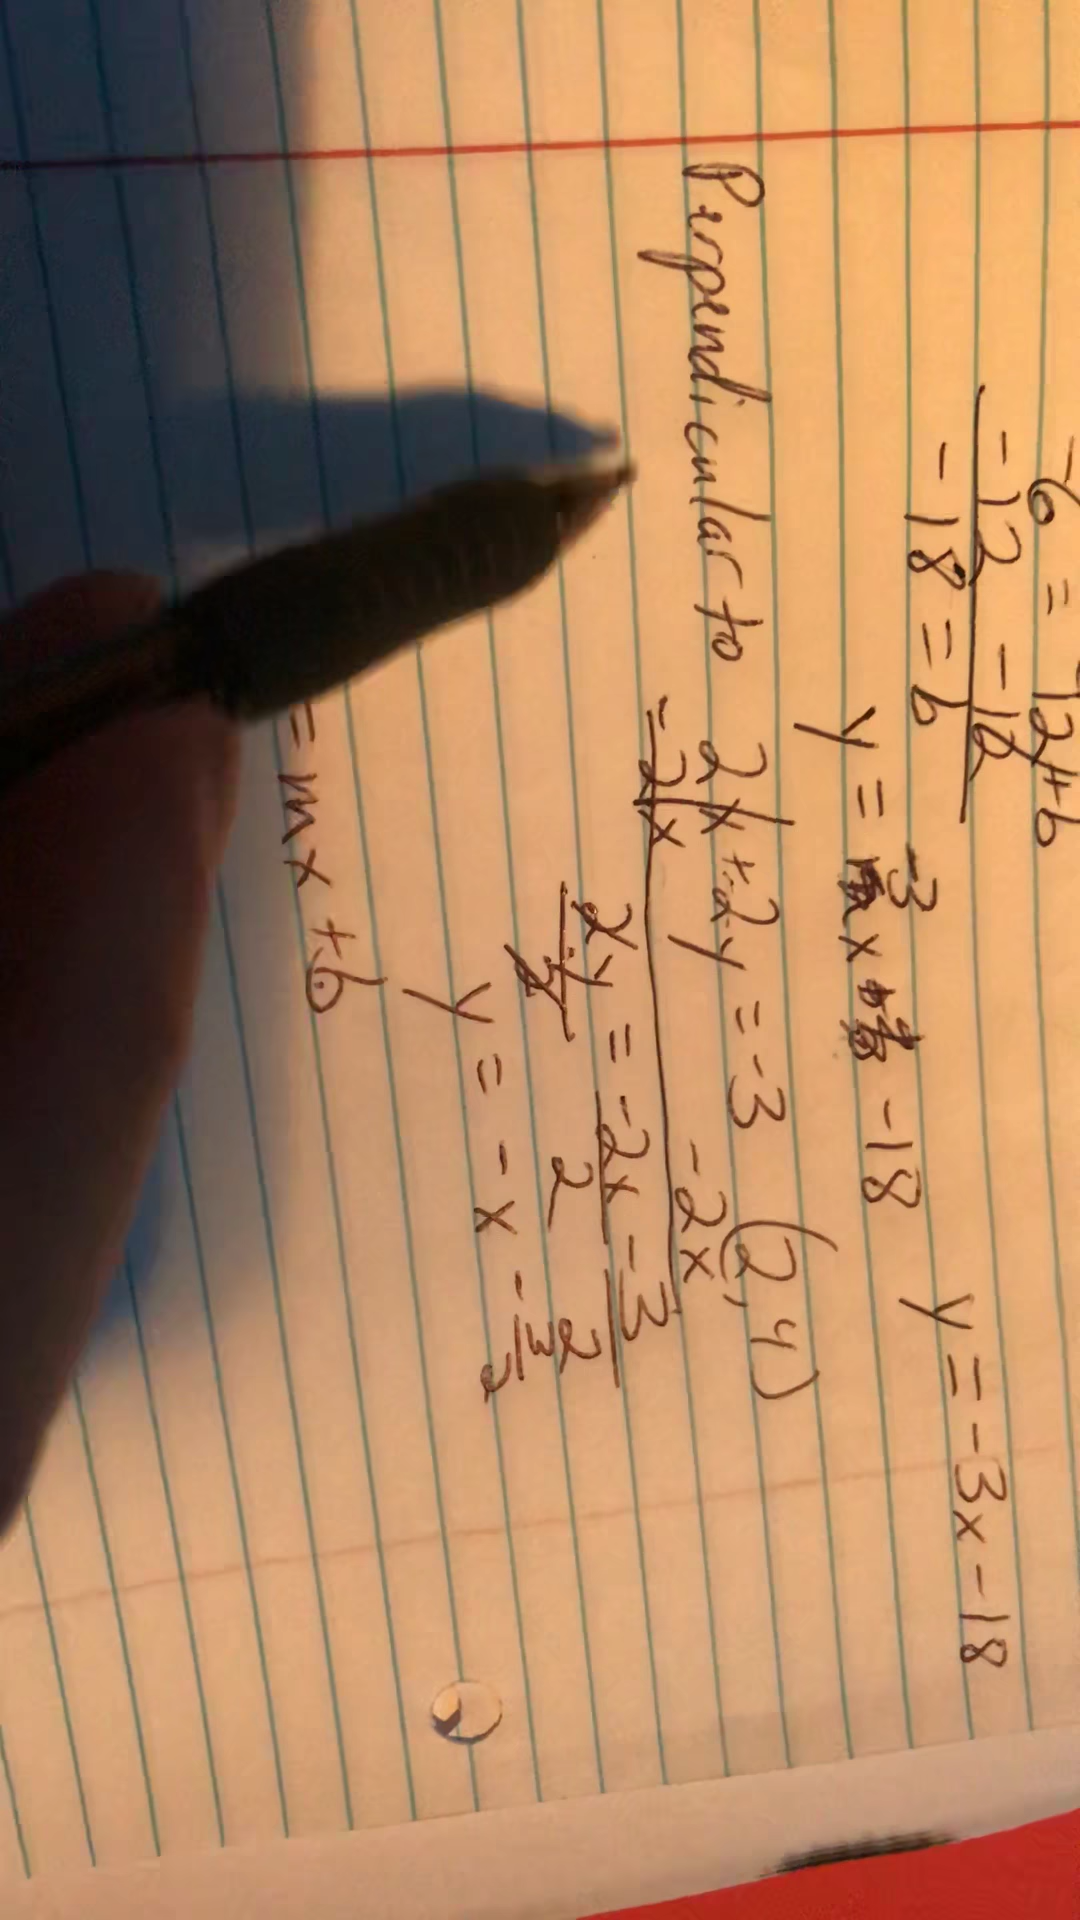 -6 = -12+b
-12 -12
-18 = b
y = -3x -18 y = -3x -18
Perpendicular to 2x + 2y = -3 (2,4)
-2x -2x
2y = -2x - 3
2 2 2
y = -x - 3/2
= mx +b